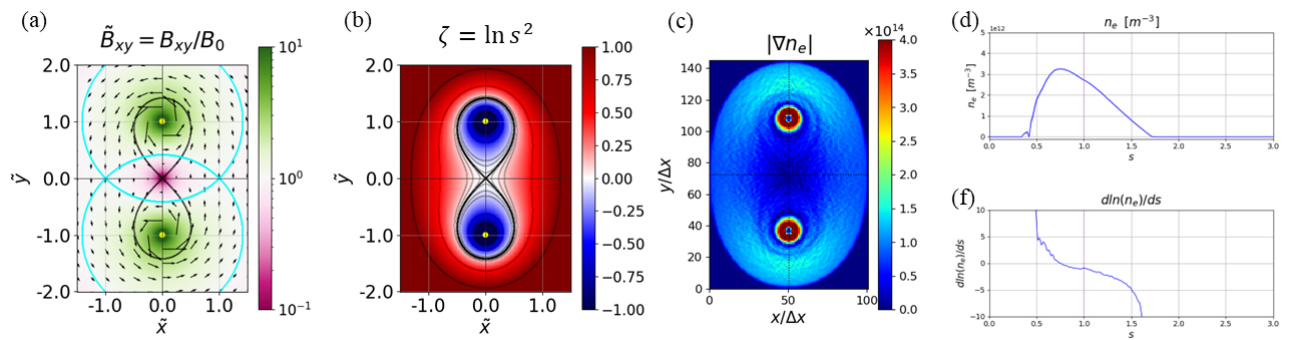 (a)
B̃xy = Bxy/B0
10^1
10^0
10^-1
2.0
1.0
0.0
-1.0
-2.0
ỹ
-1.0 0.0 1.0
x̃
(b)
ζ = ln s²
1.00
0.75
0.50
0.25
0.00
−0.25
−0.50
−0.75
−1.00
2.0
1.0
0.0
-1.0
-2.0
ỹ
-1.0 0.0 1.0
x̃
(c)
|∇ne|
×10^14
4.0
3.5
3.0
2.5
2.0
1.5
1.0
0.5
0.0
140
120
100
80
60
40
20
0
y/Δx
0 50 100
x/Δx
(d)
ne [m^-3]
1e12
5
4
3
2
1
0
ne [m^-3]
0.0 0.5 1.0 1.5 2.0 2.5 3.0
s
(f)
dln(ne)/ds
10
5
0
−5
−10
dln(ne)/ds
0.0 0.5 1.0 1.5 2.0 2.5 3.0
s